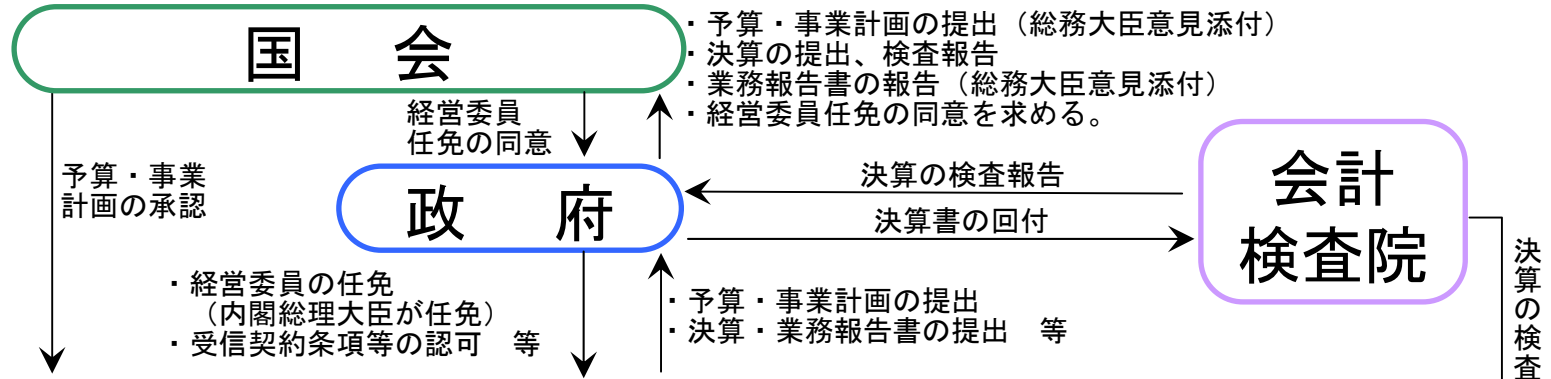 国　会
・予算・事業計画の提出（総務大臣意見添付）
・決算の提出、検査報告
・業務報告書の報告（総務大臣意見添付）
・経営委員任免の同意を求める。
経営委員
任免の同意
予算・事業
計画の承認
政　府
決算の検査報告
決算書の回付
会計
検査院
・経営委員の任免
（内閣総理大臣が任免）
・受信契約条項等の認可　等
・予算・事業計画の提出
・決算・業務報告書の提出　等
決算の検査